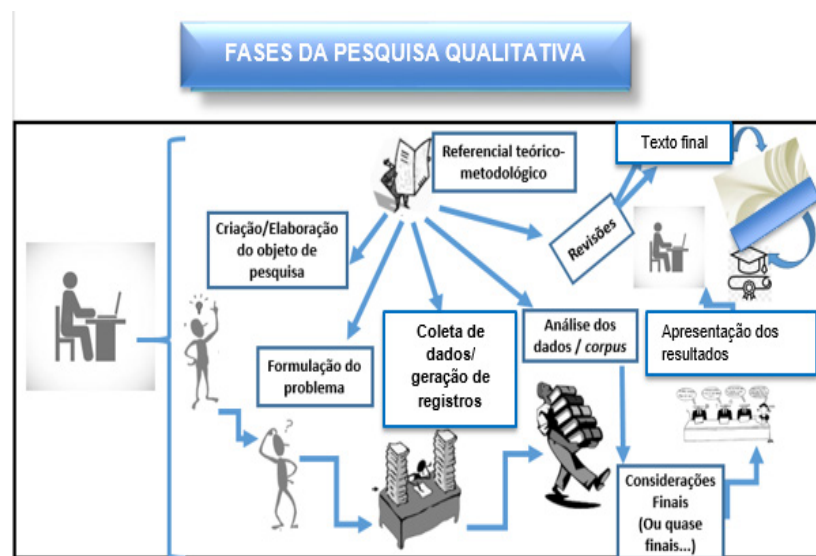 FASES DA PESQUISA QUALITATIVA
Referencial teórico-
metodológico
Texto final
Criação/Elaboração
do objeto de
pesquisa
Revisões
Formulação do
problema
Coleta de
dados/
geração de
registros
Análise dos
dados / corpus
Apresentação dos
resultados
Considerações
Finais
(Ou quase
finais...)